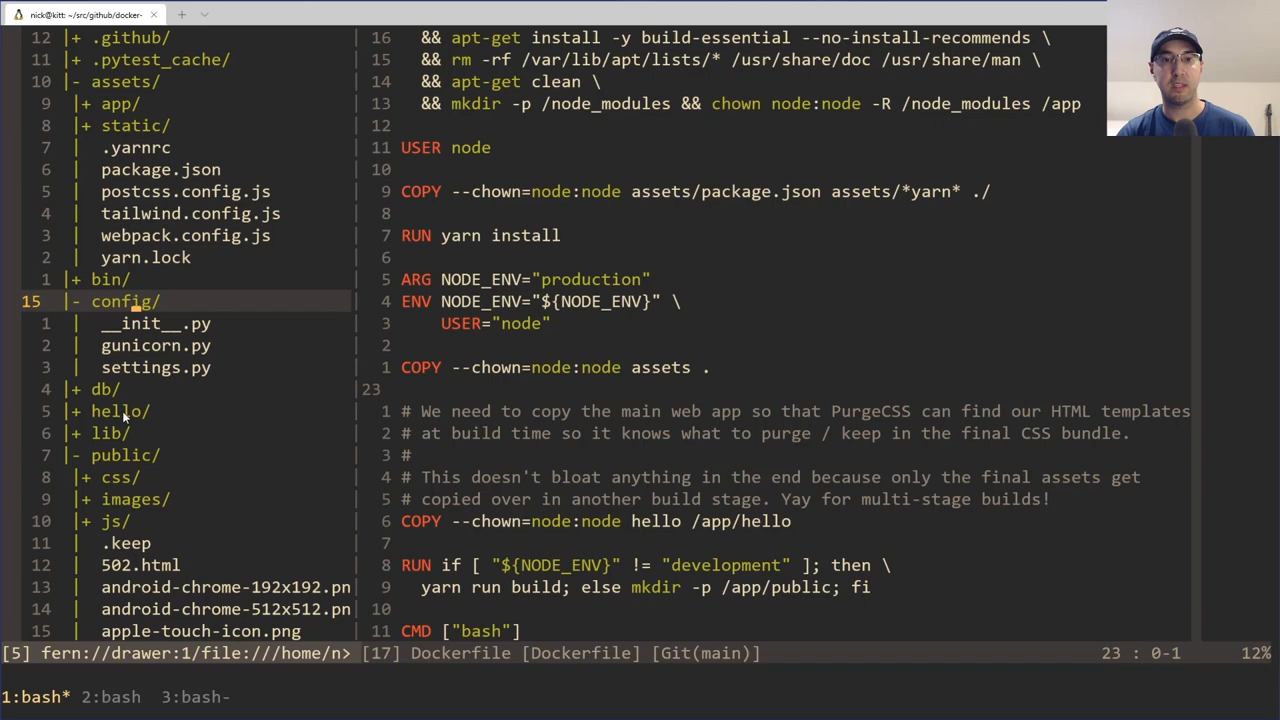 nick@kitt: ~/src/github/docker-
12 |+ .github/
11 |+ .pytest_cache/
10 |- assets/
9 |+ app/
8 |+ static/
7 | .yarnrc
6 | package.json
5 | postcss.config.js
4 | tailwind.config.js
3 | webpack.config.js
2 | yarn.lock
1 |+ bin/
15 |- config/
1 | __init__.py
2 | gunicorn.py
3 | settings.py
4 |+ db/
5 |+ hello/
6 |+ lib/
7 |- public/
8 |+ css/
9 |+ images/
10 |+ js/
11 | .keep
12 | 502.html
13 | android-chrome-192x192.pn
14 | android-chrome-512x512.pn
15 | apple-touch-icon.png
16 && apt-get install -y build-essential --no-install-recommends \
15 && rm -rf /var/lib/apt/lists/* /usr/share/doc /usr/share/man \
14 && apt-get clean \
13 && mkdir -p /node_modules && chown node:node -R /node_modules /app
12
11 USER node
10
9 COPY --chown=node:node assets/package.json assets/*yarn* ./
8
7 RUN yarn install
6
5 ARG NODE_ENV="production"
4 ENV NODE_ENV="${NODE_ENV}" \
3 USER="node"
2
1 COPY --chown=node:node assets .
23
1 # We need to copy the main web app so that PurgeCSS can find our HTML templates
2 # at build time so it knows what to purge / keep in the final CSS bundle.
3 #
4 # This doesn't bloat anything in the end because only the final assets get
5 # copied over in another build stage. Yay for multi-stage builds!
6 COPY --chown=node:node hello /app/hello
7
8 RUN if [ "${NODE_ENV}" != "development" ]; then \
9 yarn run build; else mkdir -p /app/public; fi
10
11 CMD ["bash"]
[5] fern://drawer:1/file:///home/n> [17] Dockerfile [Dockerfile] [Git(main)] 23 : 0-1 12%
1:bash* 2:bash 3:bash-